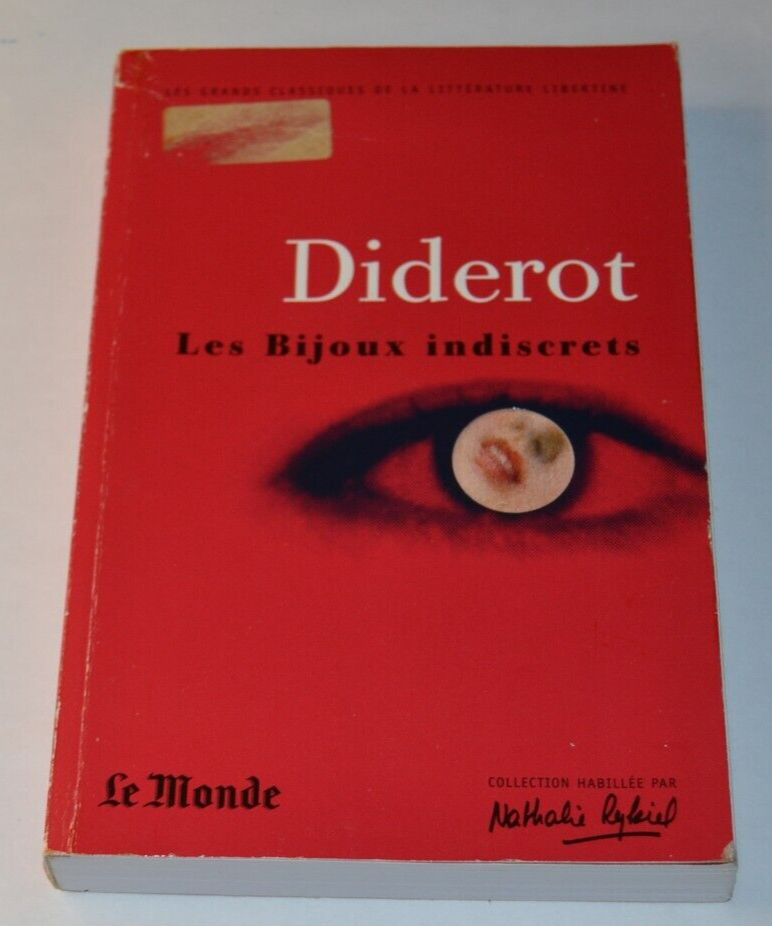 LES GRANDS CLASSIQUES DE LA LITTÉRATURE LIBERTINE
Diderot
Les Bijoux indiscrets
Le Monde
COLLECTION HABILLÉE PAR
Nathalie Rykiel